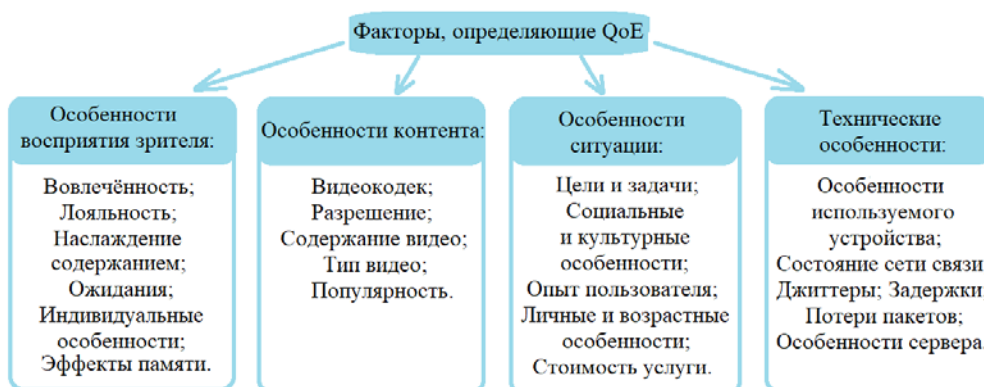 Факторы, определяющие QoE
Особенности
восприятия зрителя:
Вовлечённость;
Лояльность;
Наслаждение
содержанием;
Ожидания;
Индивидуальные
особенности;
Эффекты памяти.
Особенности контента:
Видеокодек;
Разрешение;
Содержание видео;
Тип видео;
Популярность.
Особенности
ситуации:
Цели и задачи;
Социальные
и культурные
особенности;
Опыт пользователя;
Личные и возрастные
особенности;
Стоимость услуги.
Технические
особенности:
Особенности
используемого
устройства;
Состояние сети связи;
Джиттеры; Задержки;
Потери пакетов;
Особенности сервера.